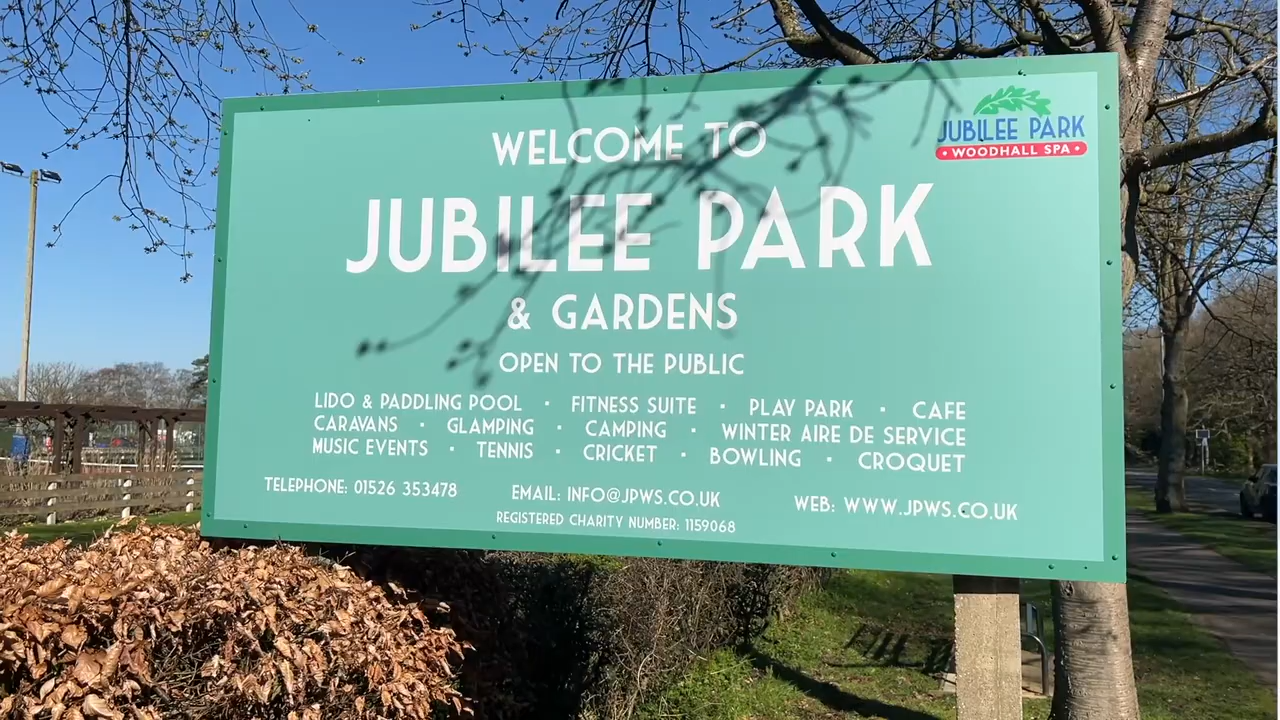 WELCOME TO
JUBILEE PARK
WOODHALL SPA
JUBILEE PARK
& GARDENS
OPEN TO THE PUBLIC
LIDO & PADDLING POOL · FITNESS SUITE · PLAY PARK · CAFE
CARAVANS · GLAMPING · CAMPING · WINTER AIRE DE SERVICE
MUSIC EVENTS · TENNIS · CRICKET · BOWLING · CROQUET
TELEPHONE: 01526 353478 EMAIL: INFO@JPWS.CO.UK WEB: WWW.JPWS.CO.UK
REGISTERED CHARITY NUMBER: 1159068